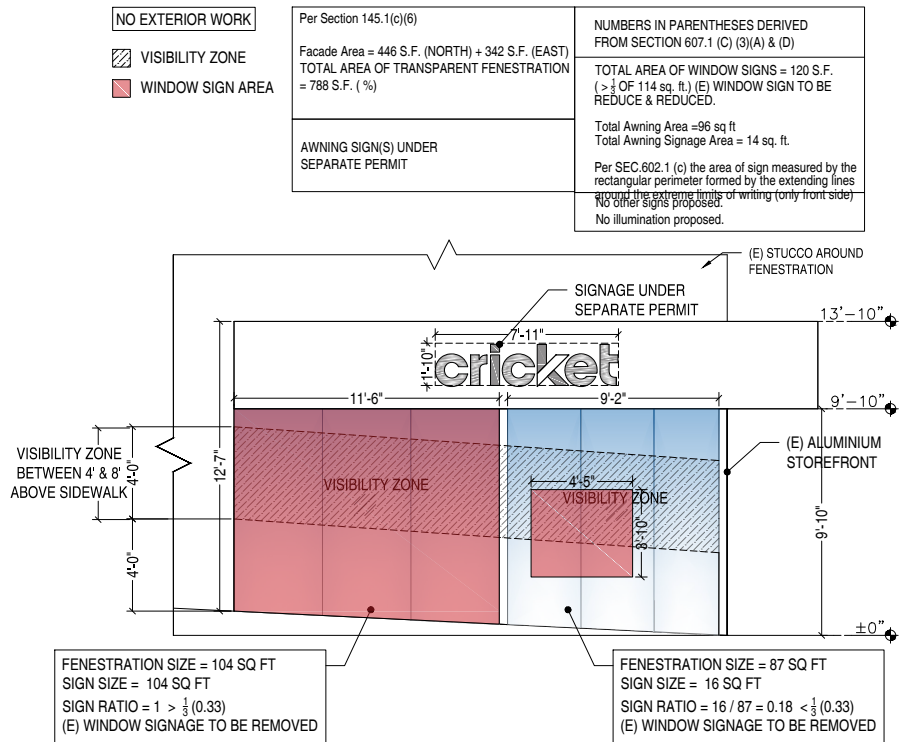 NO EXTERIOR WORK
VISIBILITY ZONE
WINDOW SIGN AREA
Per Section 145.1(c)(6)
Facade Area = 446 S.F. (NORTH) + 342 S.F. (EAST)
TOTAL AREA OF TRANSPARENT FENESTRATION
= 788 S.F. ( %)
AWNING SIGN(S) UNDER
SEPARATE PERMIT
NUMBERS IN PARENTHESES DERIVED
FROM SECTION 607.1 (C) (3)(A) & (D)
TOTAL AREA OF WINDOW SIGNS = 120 S.F.
( > 1/3 OF 114 sq. ft.) (E) WINDOW SIGN TO BE
REDUCE & REDUCED.
Total Awning Area =96 sq ft
Total Awning Signage Area = 14 sq. ft.
Per SEC.602.1 (c) the area of sign measured by the
rectangular perimeter formed by the extending lines
around the extreme limits of writing (only front side)
No other signs proposed.
No illumination proposed.
(E) STUCCO AROUND
FENESTRATION
SIGNAGE UNDER
SEPARATE PERMIT
13'-10"
7'-11"
1'-10"
cricket
11'-6"
9'-2"
9'-10"
VISIBILITY ZONE
BETWEEN 4' & 8'
ABOVE SIDEWALK
4'-0"
4'-0"
12'-7"
VISIBILITY ZONE
4'-5"
VISIBILITY ZONE
3'-10"
(E) ALUMINIUM
STOREFRONT
9'-10"
±0"
FENESTRATION SIZE = 104 SQ FT
SIGN SIZE = 104 SQ FT
SIGN RATIO = 1 > 1/3 (0.33)
(E) WINDOW SIGNAGE TO BE REMOVED
FENESTRATION SIZE = 87 SQ FT
SIGN SIZE = 16 SQ FT
SIGN RATIO = 16 / 87 = 0.18 < 1/3 (0.33)
(E) WINDOW SIGNAGE TO BE REMOVED